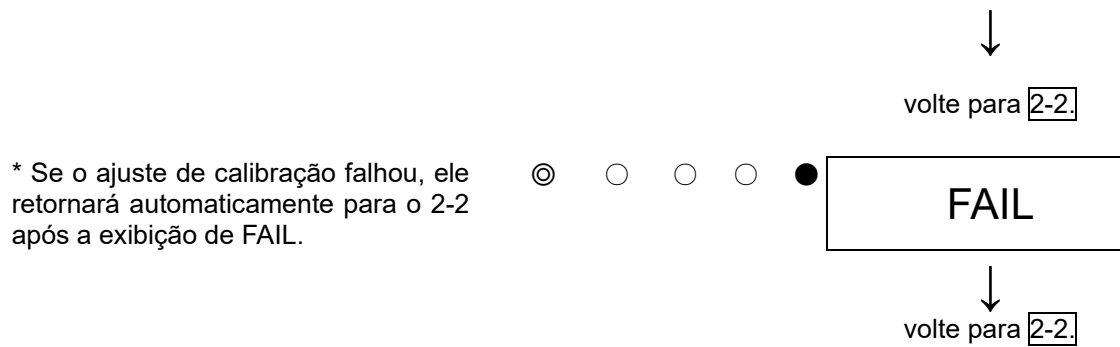 ↓
volte para 2-2.
* Se o ajuste de calibração falhou, ele
retornará automaticamente para o 2-2
após a exibição de FAIL.
◎ ○ ○ ○ ●
FAIL
↓
volte para 2-2.